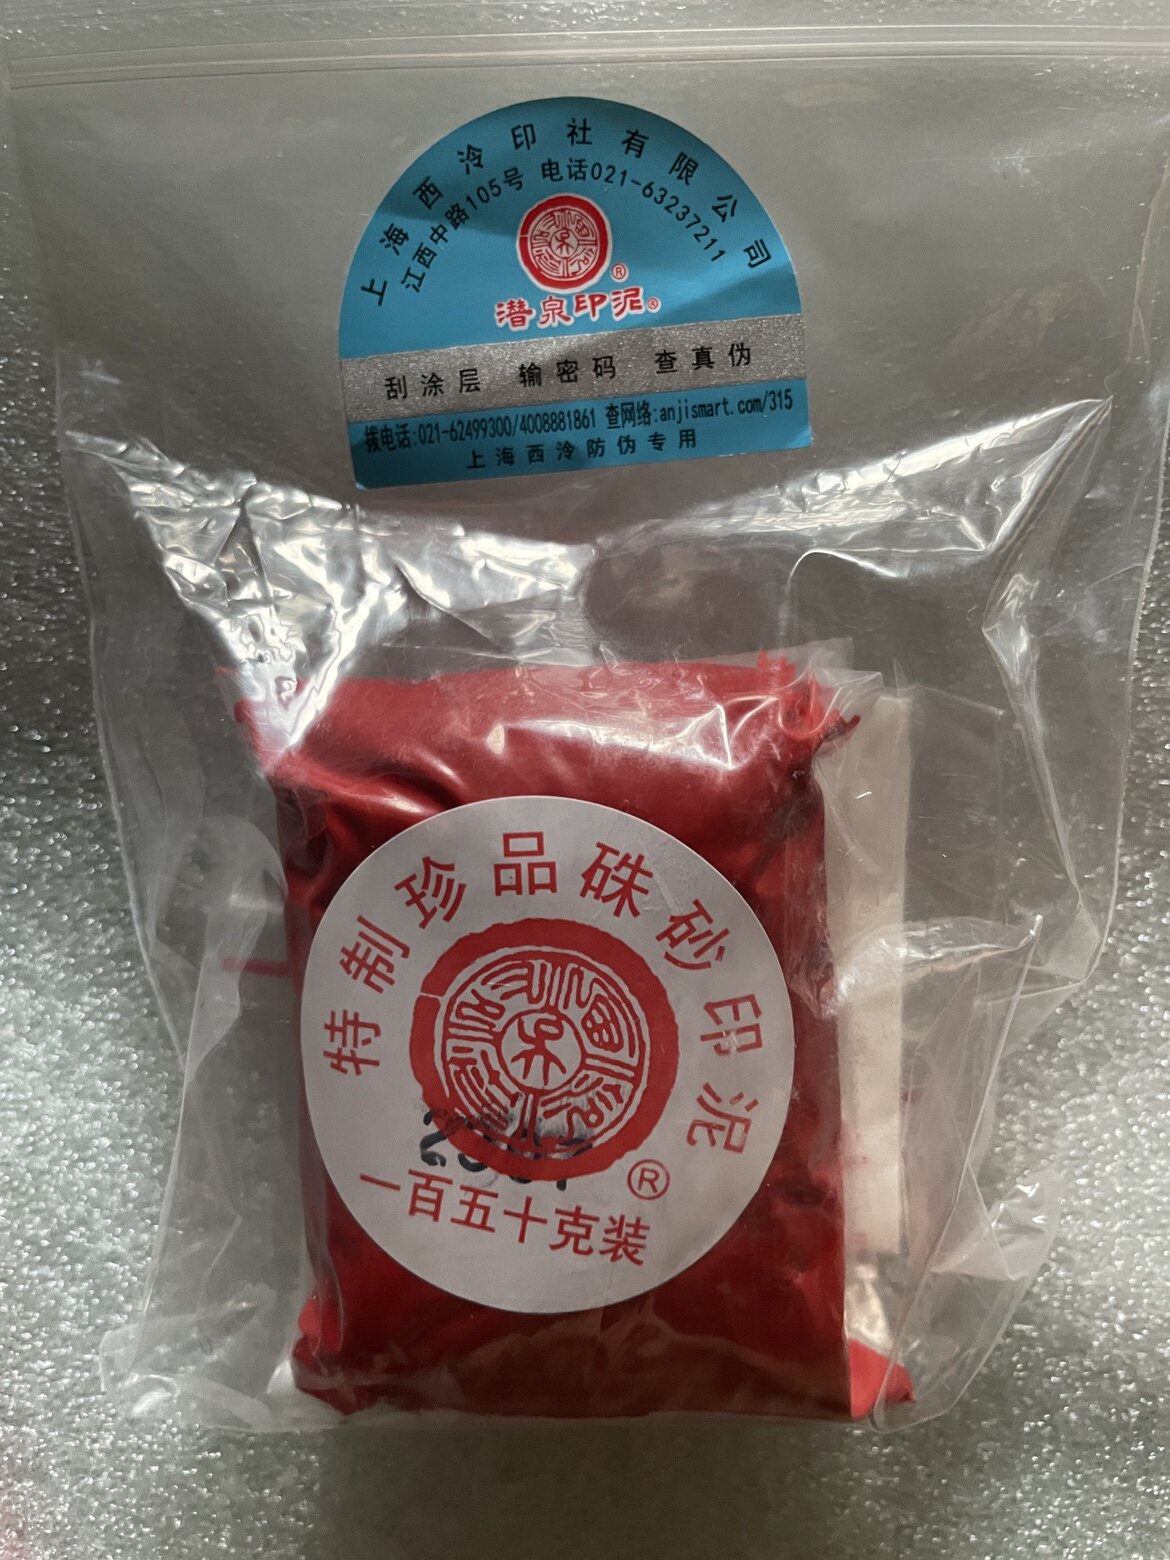 上海西泠印社有限公司
江西中路105号 电话021-63237211
®
潜泉印泥®
刮涂层 输密码 查真伪
拨电话:021-62499300/4008881861 查网络:anjismart.com/315
上海西泠防伪专用
特制珍品硃砂印泥
®
一百五十克装